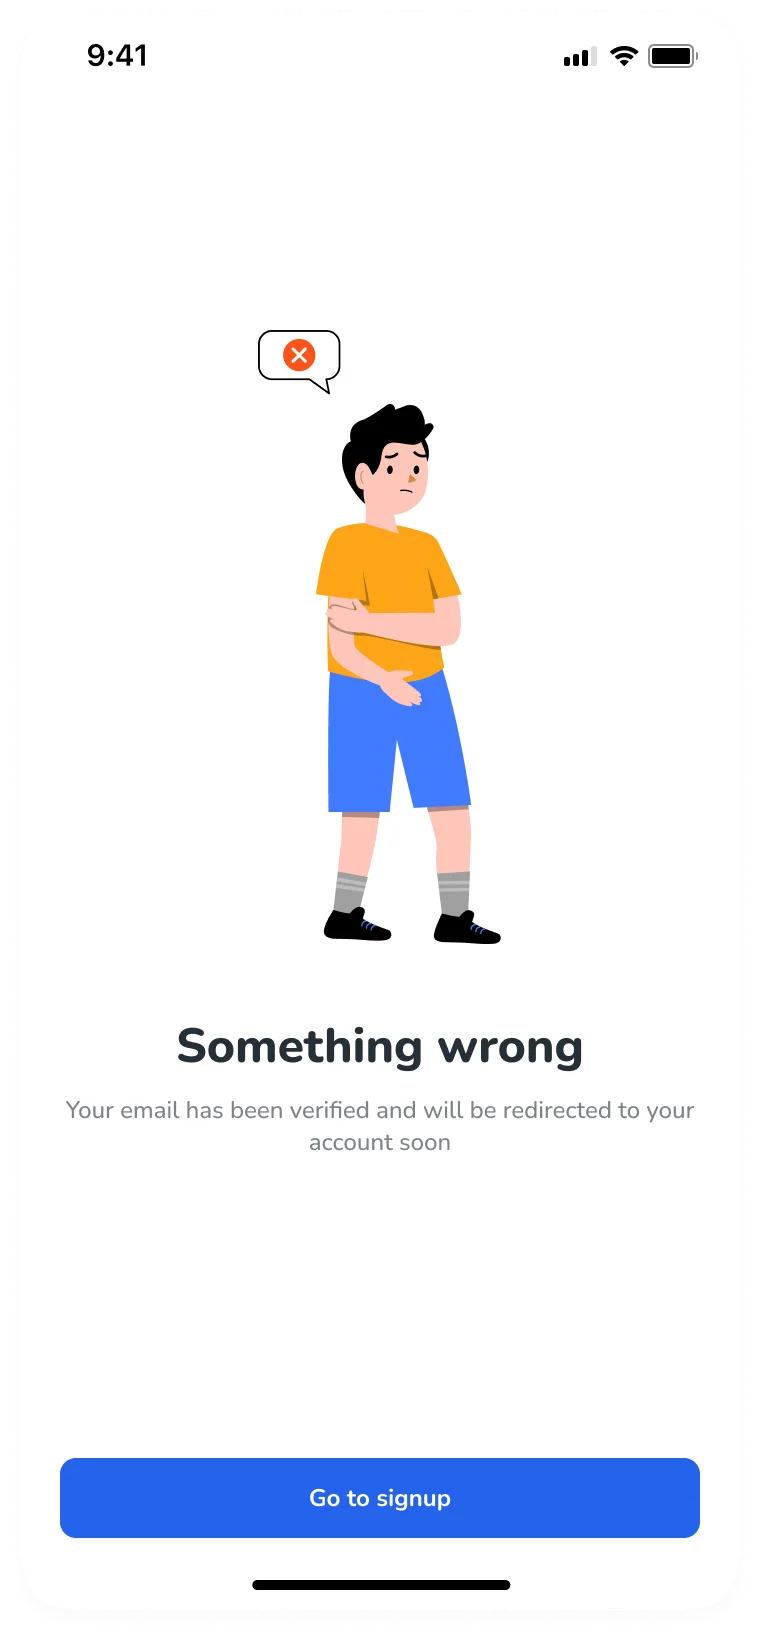 9:41
Something wrong
Your email has been verified and will be redirected to your
account soon
Go to signup